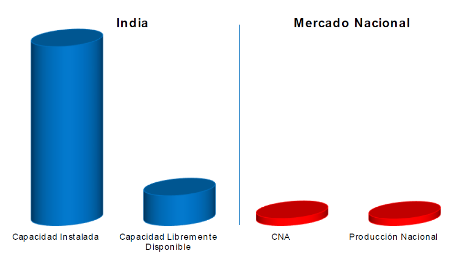 India
Mercado Nacional
Capacidad Instalada
Capacidad Libremente
Disponible
CNA
Producción Nacional